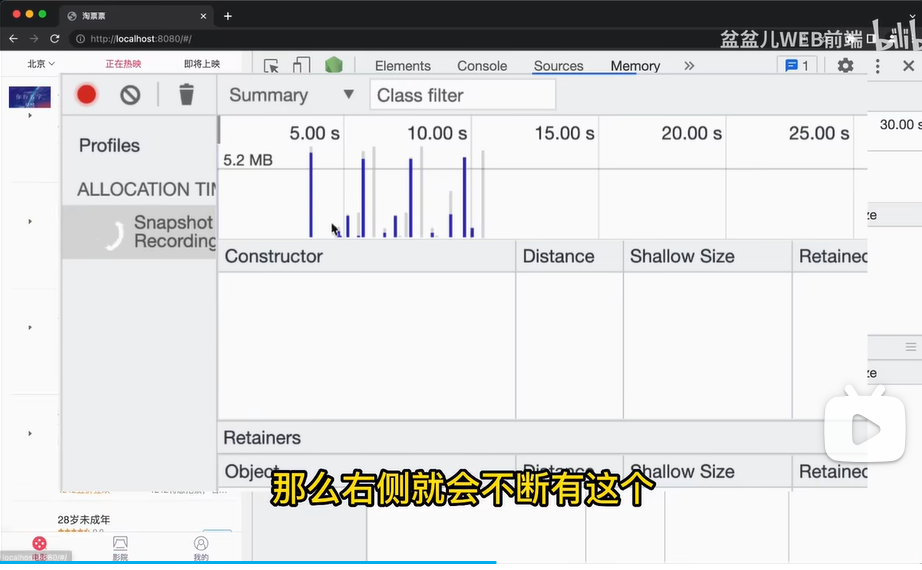 淘票票
http://localhost:8080/#/
盆盆儿WEB前端
北京
正在热映
即将上映
Elements
Console
Sources
Memory
1
Summary
Class filter
Profiles
ALLOCATION TIM
Snapshot
Recording
5.00 s
10.00 s
15.00 s
20.00 s
25.00 s
30.00 s
5.2 MB
Constructor
Distance
Shallow Size
Retained
ze
Retainers
Object
Distance
Shallow Size
Retained
ze
那么右侧就会不断有这个
28岁未成年
电影
影院
我的